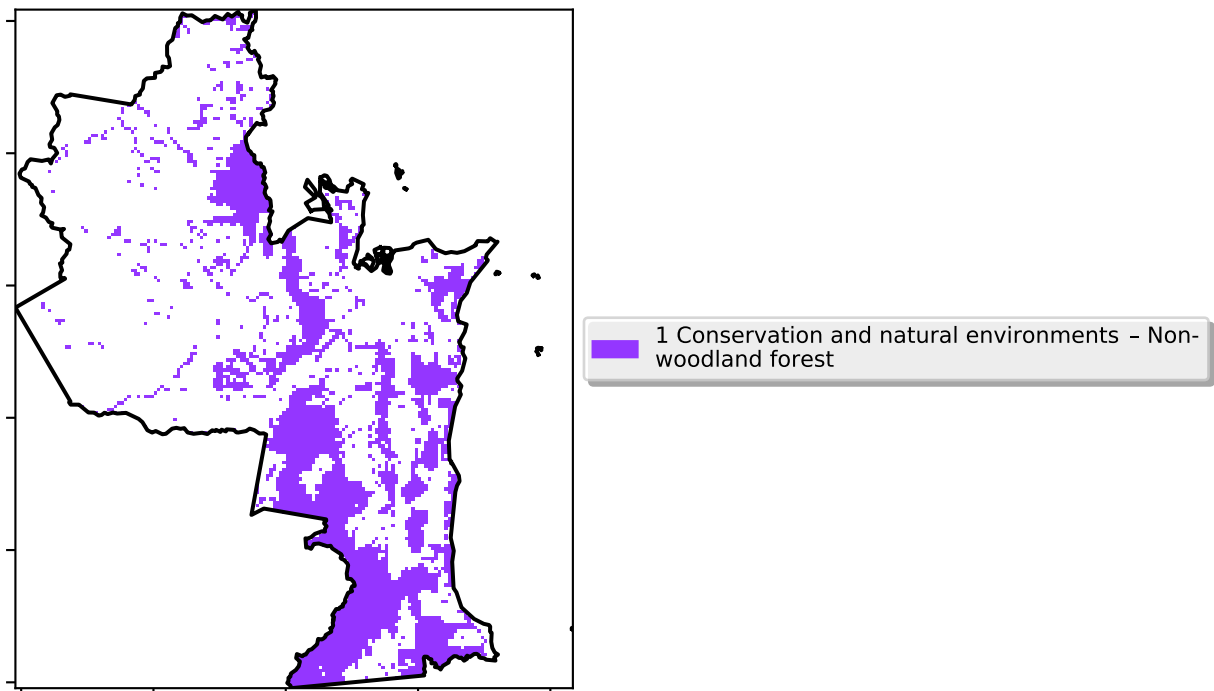 1 Conservation and natural environments – Non-
woodland forest